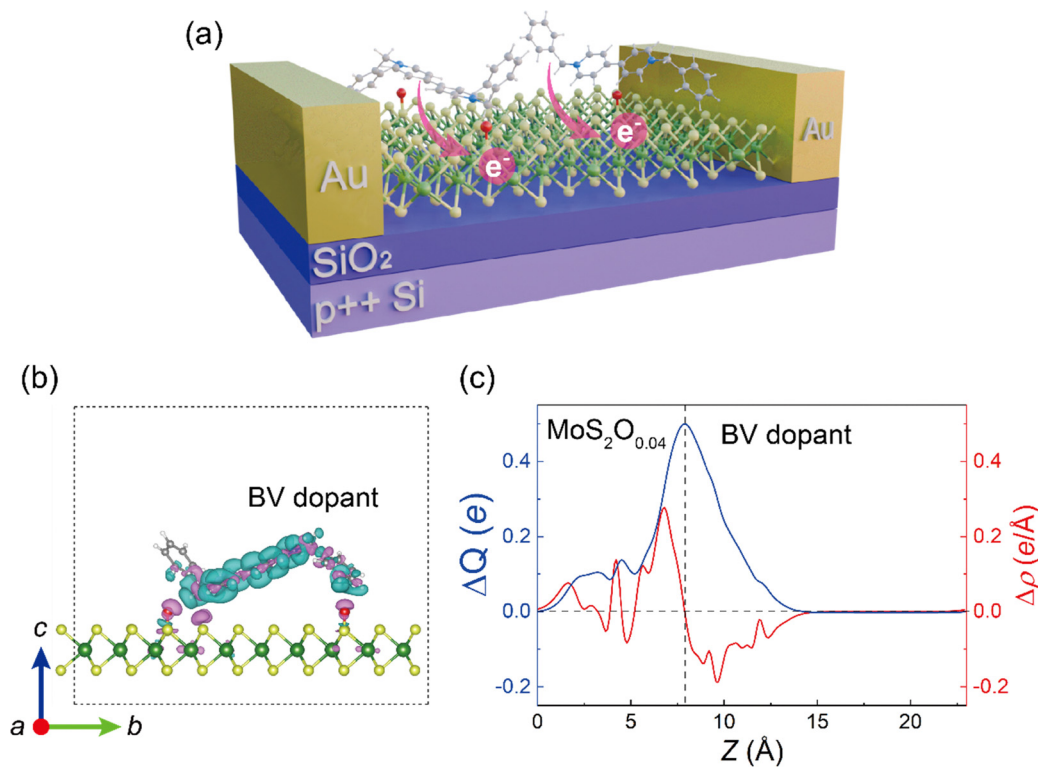 (a)
Au
Au
e⁻
e⁻
SiO₂
p++ Si
(b)
BV dopant
c
a
b
(c)
MoS₂O₀.₀₄
BV dopant
ΔQ (e)
0.4
0.2
0.0
-0.2
Δρ (e/Å)
0.4
0.2
0.0
-0.2
0
5
10
15
20
Z (Å)